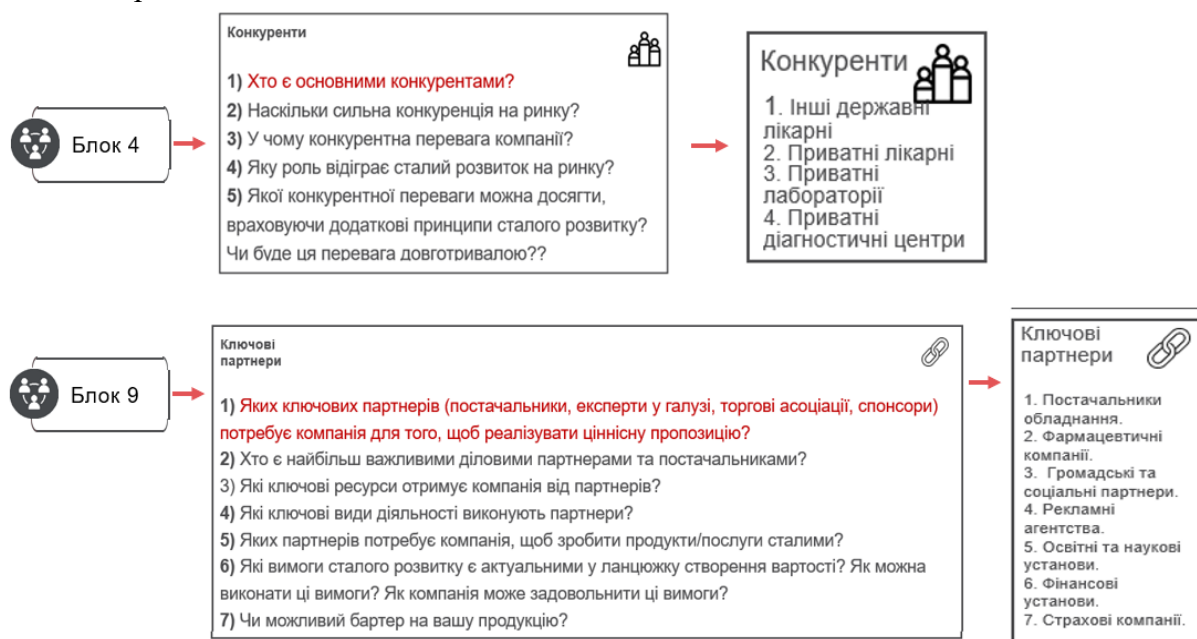 Блок 4
Конкуренти
1) Хто є основними конкурентами?
2) Наскільки сильна конкуренція на ринку?
3) У чому конкурентна перевага компанії?
4) Яку роль відіграє сталий розвиток на ринку?
5) Якої конкурентної переваги можна досягти,
враховуючи додаткові принципи сталого розвитку?
Чи буде ця перевага довготривалою??
Конкуренти
1. Інші державні
лікарні
2. Приватні лікарні
3. Приватні
лабораторії
4. Приватні
діагностичні центри
Блок 9
Ключові
партнери
1) Яких ключових партнерів (постачальники, експерти у галузі, торгові асоціації, спонсори)
потребує компанія для того, щоб реалізувати ціннісну пропозицію?
2) Хто є найбільш важливими діловими партнерами та постачальниками?
3) Які ключові ресурси отримує компанія від партнерів?
4) Які ключові види діяльності виконують партнери?
5) Яких партнерів потребує компанія, щоб зробити продукти/послуги сталими?
6) Які вимоги сталого розвитку є актуальними у ланцюжку створення вартості? Як можна
виконати ці вимоги? Як компанія може задовольнити ці вимоги?
7) Чи можливий бартер на вашу продукцію?
Ключові
партнери
1. Постачальники
обладнання.
2. Фармацевтичні
компанії.
3. Громадські та
соціальні партнери.
4. Рекламні
агентства.
5. Освітні та наукові
установи.
6. Фінансові
установи.
7. Страхові компанії.